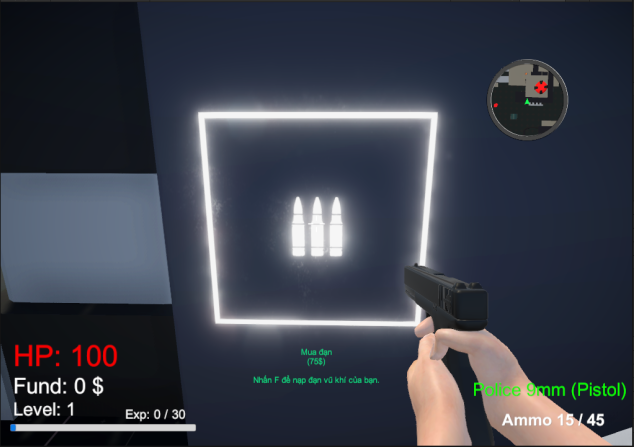 Mua đạn
(75$)
Nhấn F để nạp đạn vũ khí của bạn.
HP: 100
Fund: 0 $
Level: 1
Exp: 0 / 30
Police 9mm (Pistol)
Ammo 15 / 45